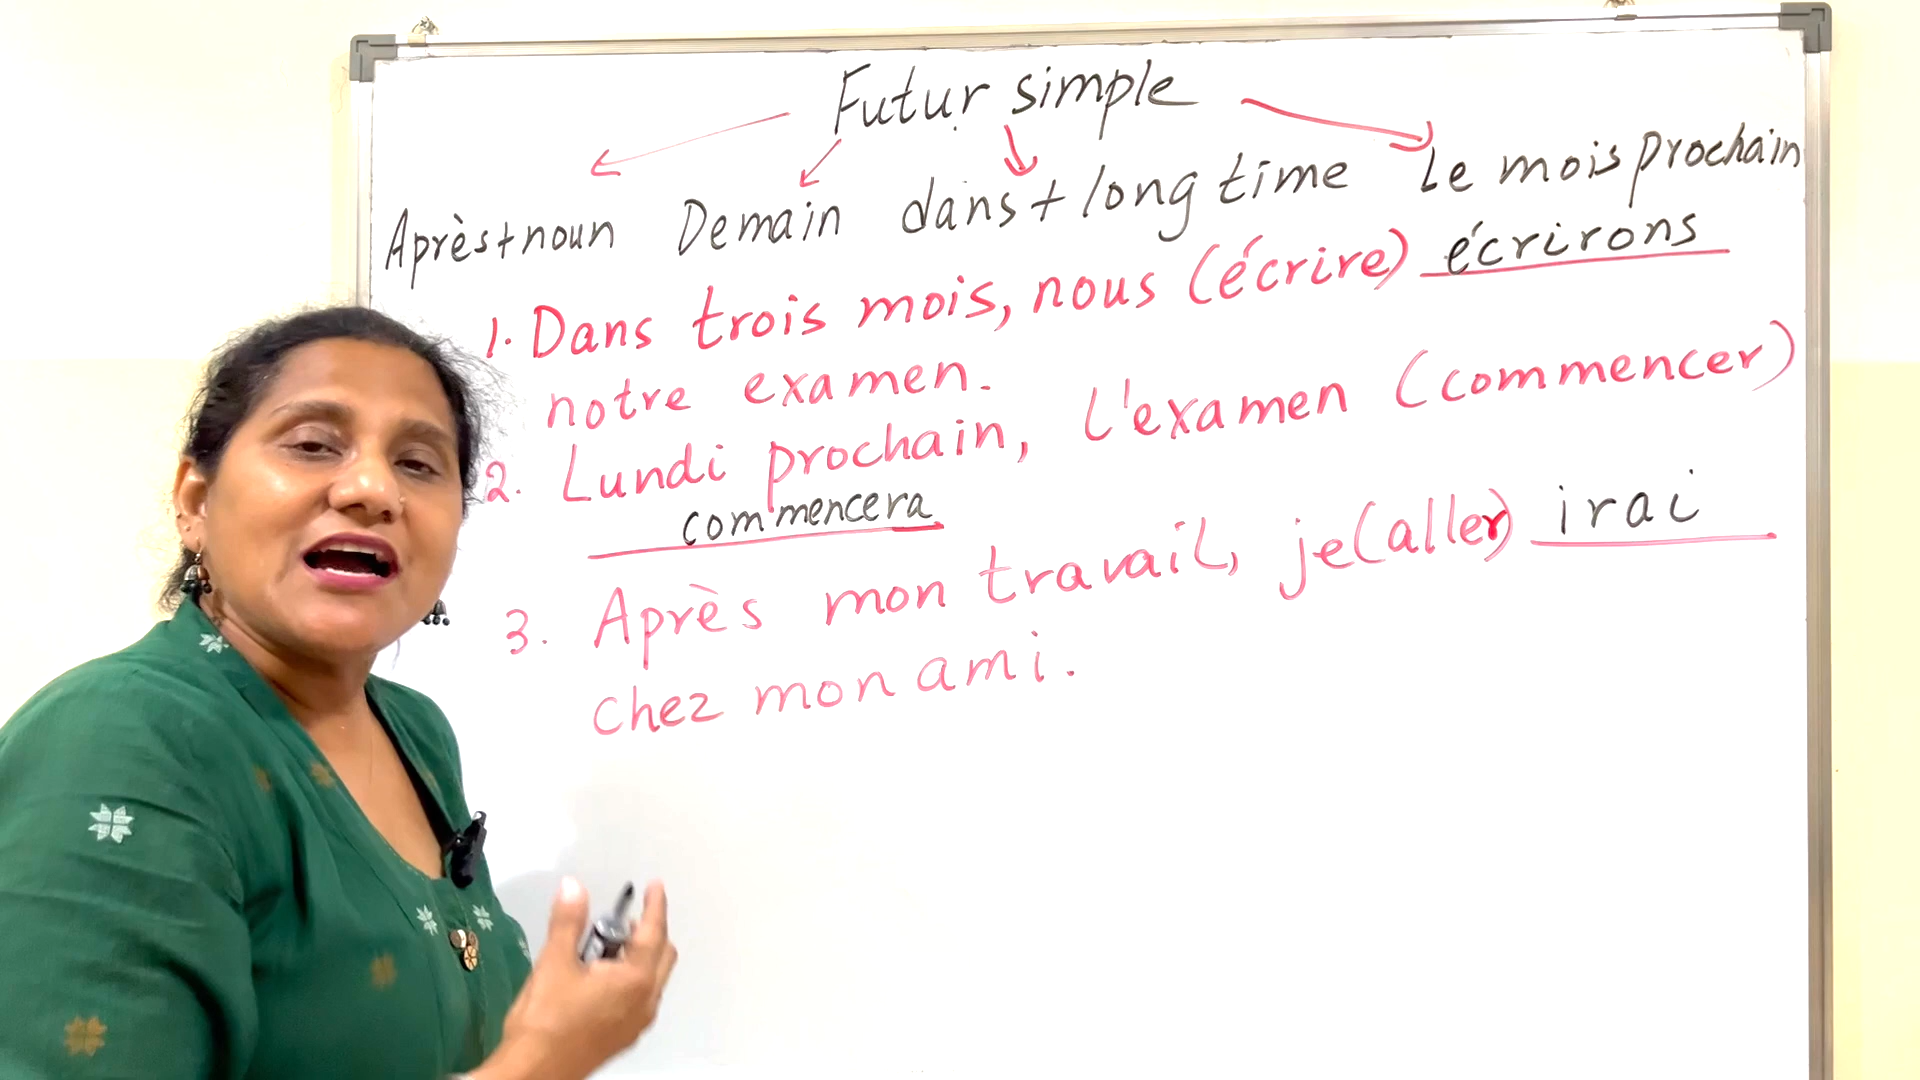 Futur simple
Après+noun Demain dans+long time Le mois prochain
1. Dans trois mois, nous (écrire) écrirons
notre examen.
2. Lundi prochain, l'examen (commencer)
commencera
3. Après mon travail, je (aller) irai
chez mon ami.